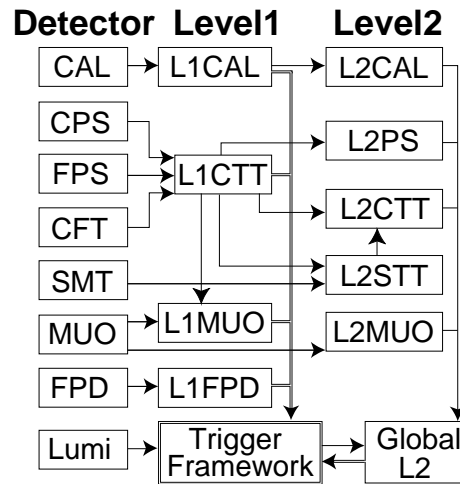 Detector Level1 Level2
CAL L1CAL L2CAL
CPS
L2PS
FPS L1CTT
CFT L2CTT
SMT L2STT
MUO L1MUO L2MUO
FPD L1FPD
Lumi Trigger Global
Framework L2